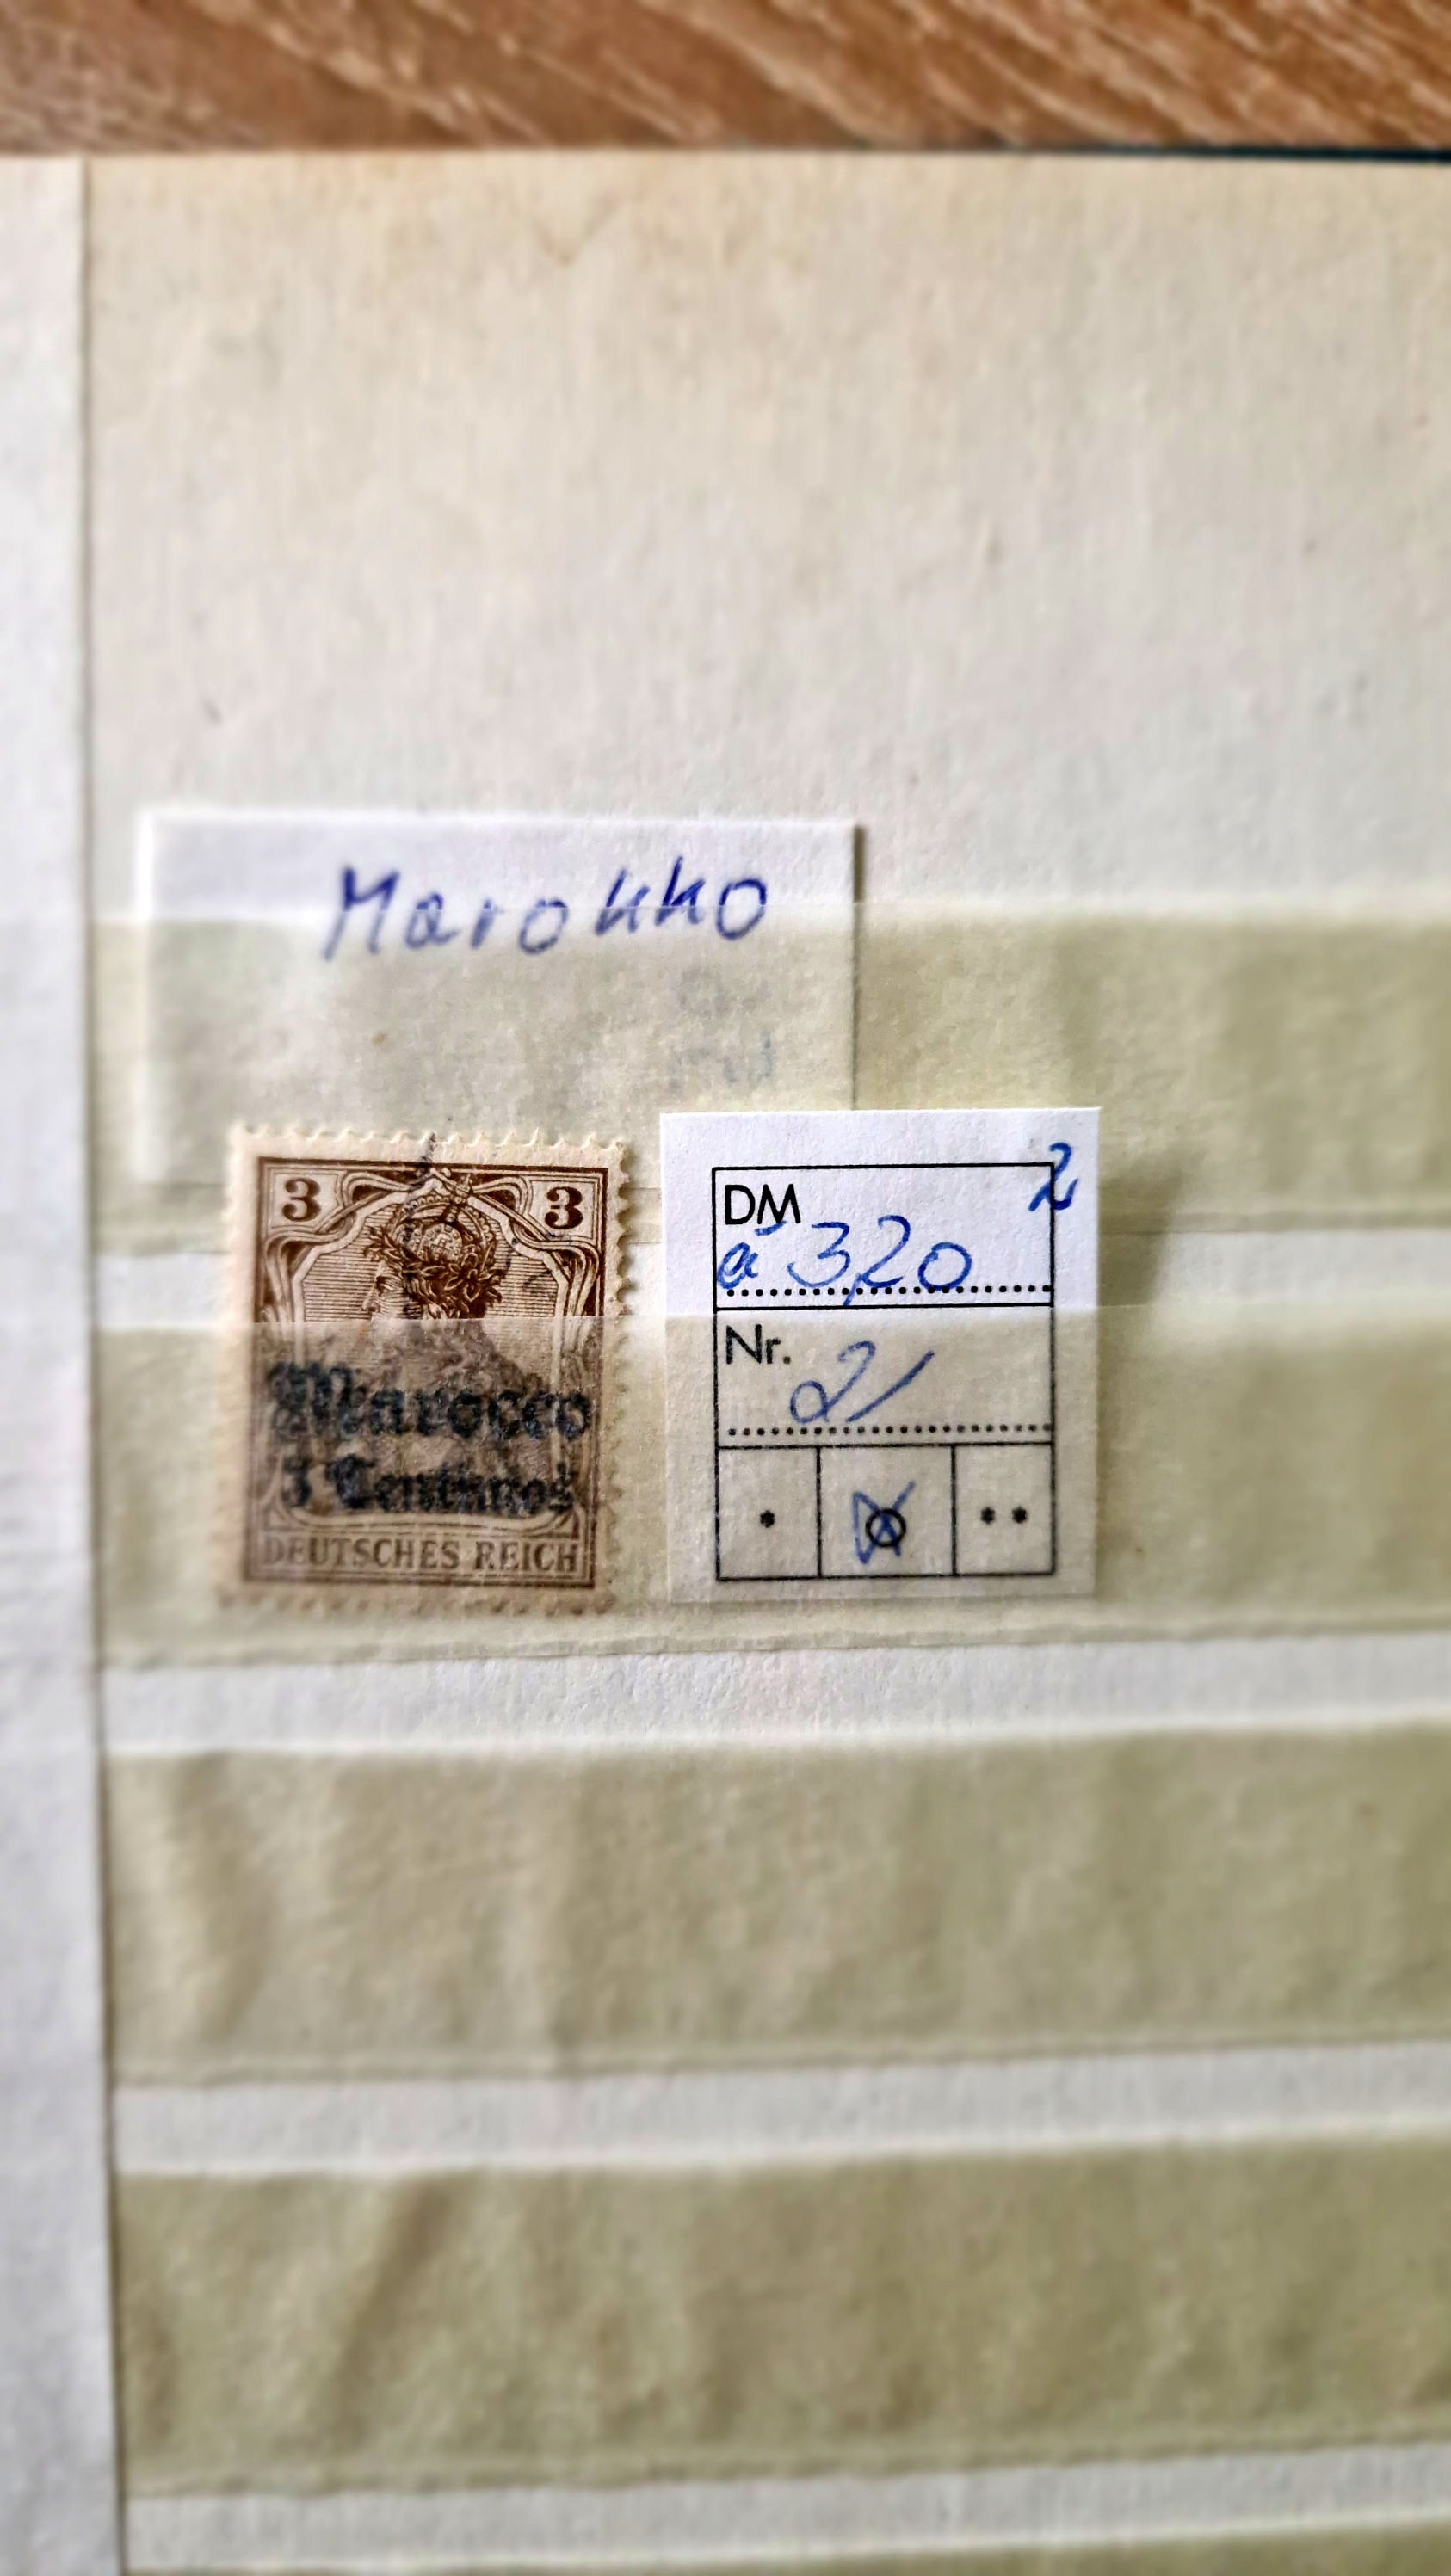 Marokko
3 3
Marocco
3 Centimos
DEUTSCHES REICH
2
DM
á 3,20
Nr.
21
* **